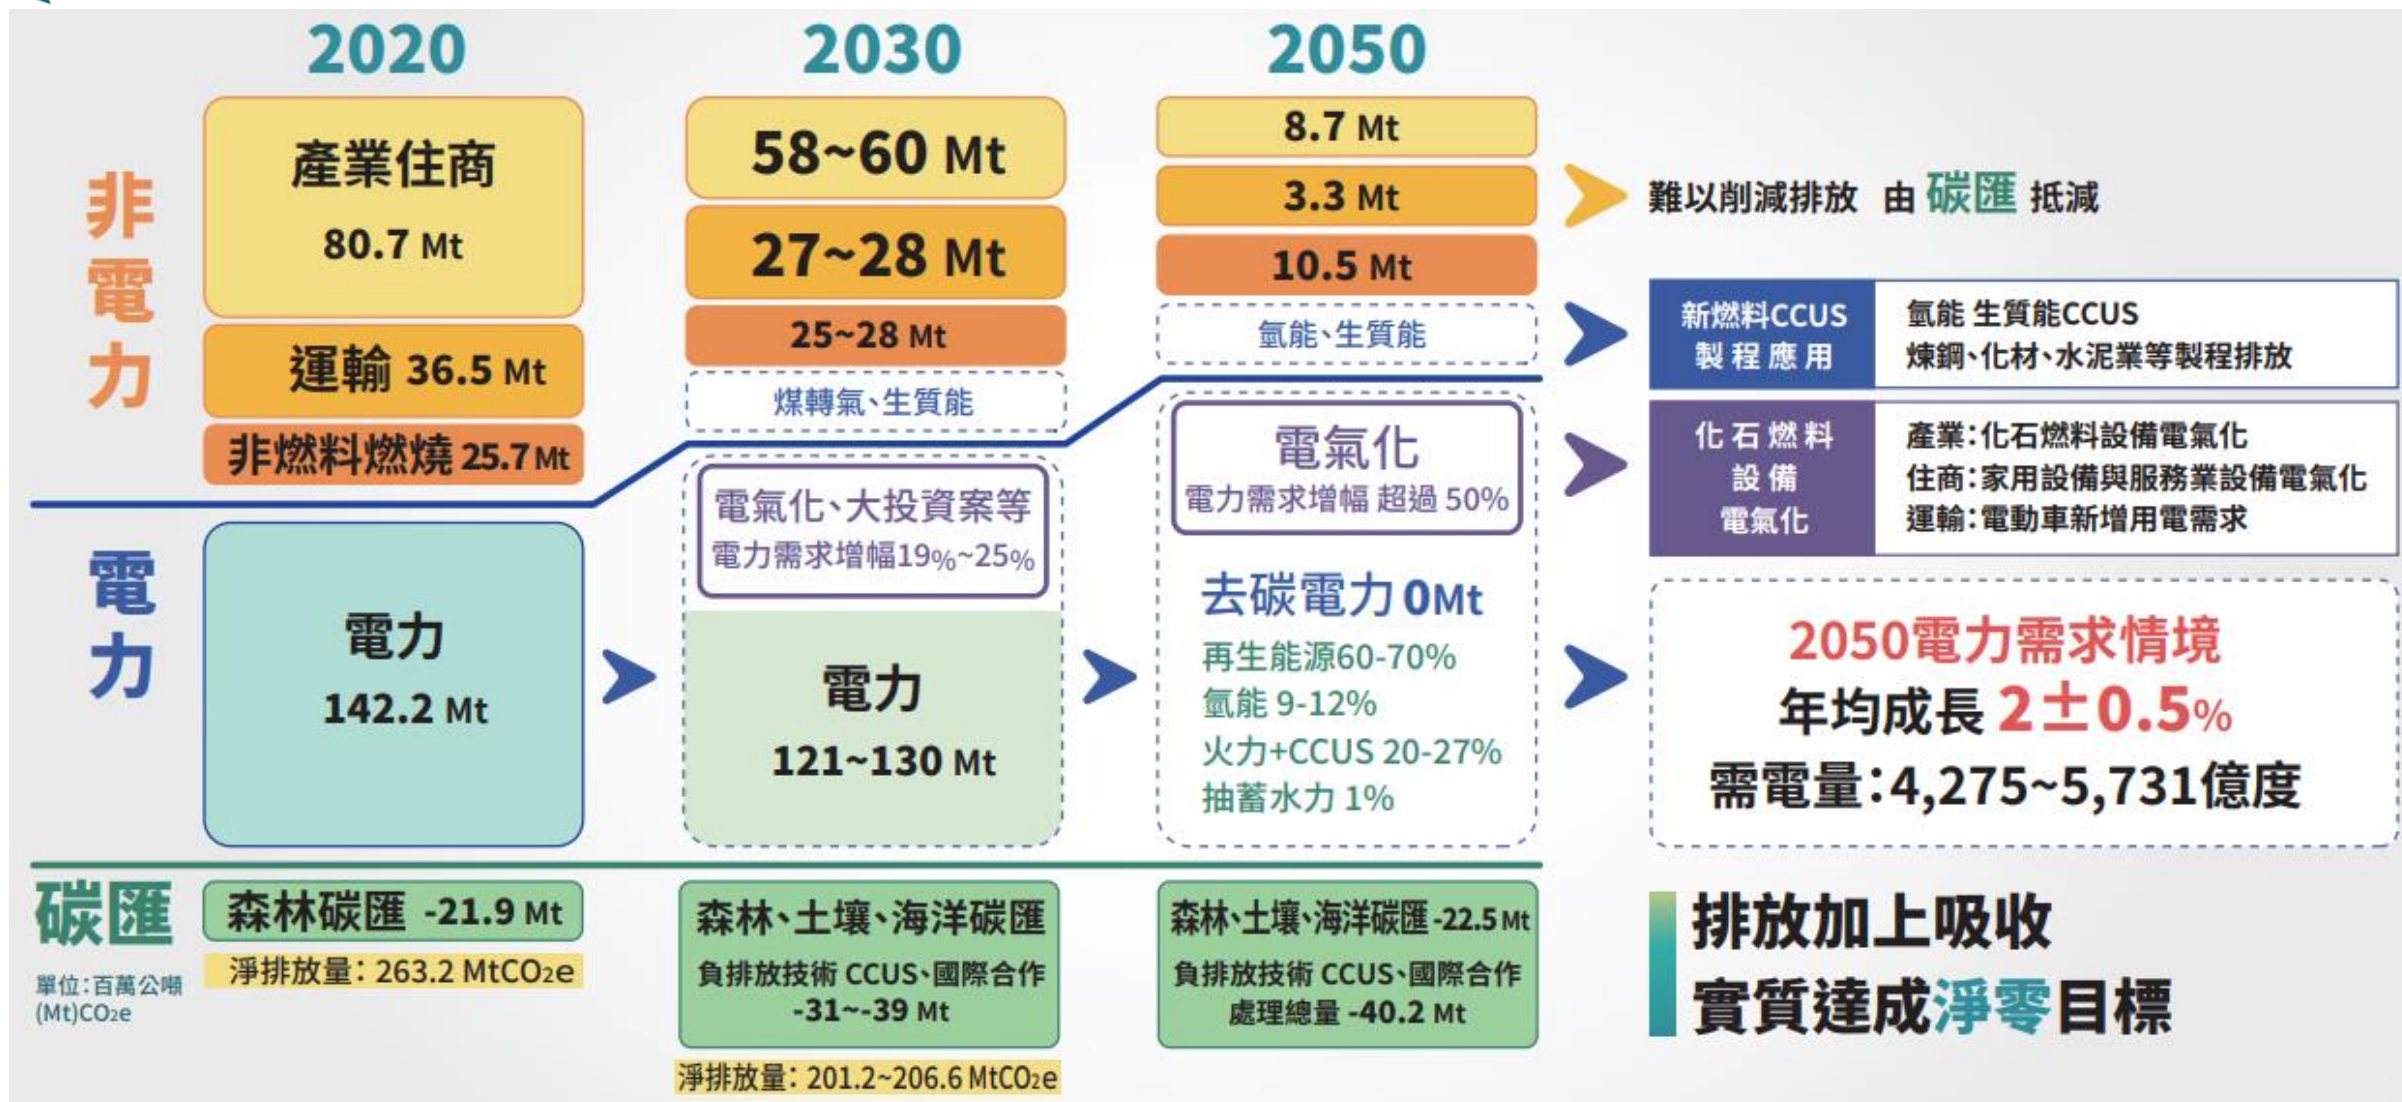 2020
2030
2050
非電力
產業住商
80.7 Mt
運輸 36.5 Mt
非燃料燃燒 25.7 Mt
58~60 Mt
27~28 Mt
25~28 Mt
煤轉氣、生質能
8.7 Mt
3.3 Mt
10.5 Mt
氫能、生質能
難以削減排放 由 碳匯 抵減
新燃料CCUS
製程應用
氫能 生質能CCUS
煉鋼、化材、水泥業等製程排放
化石燃料
設備
電氣化
產業:化石燃料設備電氣化
住商:家用設備與服務業設備電氣化
運輸:電動車新增用電需求
電力
電力
142.2 Mt
電氣化、大投資案等
電力需求增幅19%~25%
電力
121~130 Mt
電氣化
電力需求增幅 超過 50%
去碳電力 0Mt
再生能源60-70%
氫能 9-12%
火力+CCUS 20-27%
抽蓄水力 1%
2050電力需求情境
年均成長 2±0.5%
需電量:4,275~5,731億度
碳匯
單位:百萬公噸
(Mt)CO2e
森林碳匯 -21.9 Mt
淨排放量: 263.2 MtCO2e
森林、土壤、海洋碳匯
負排放技術 CCUS、國際合作
-31~-39 Mt
淨排放量: 201.2~206.6 MtCO2e
森林、土壤、海洋碳匯 -22.5 Mt
負排放技術 CCUS、國際合作
處理總量 -40.2 Mt
排放加上吸收
實質達成淨零目標